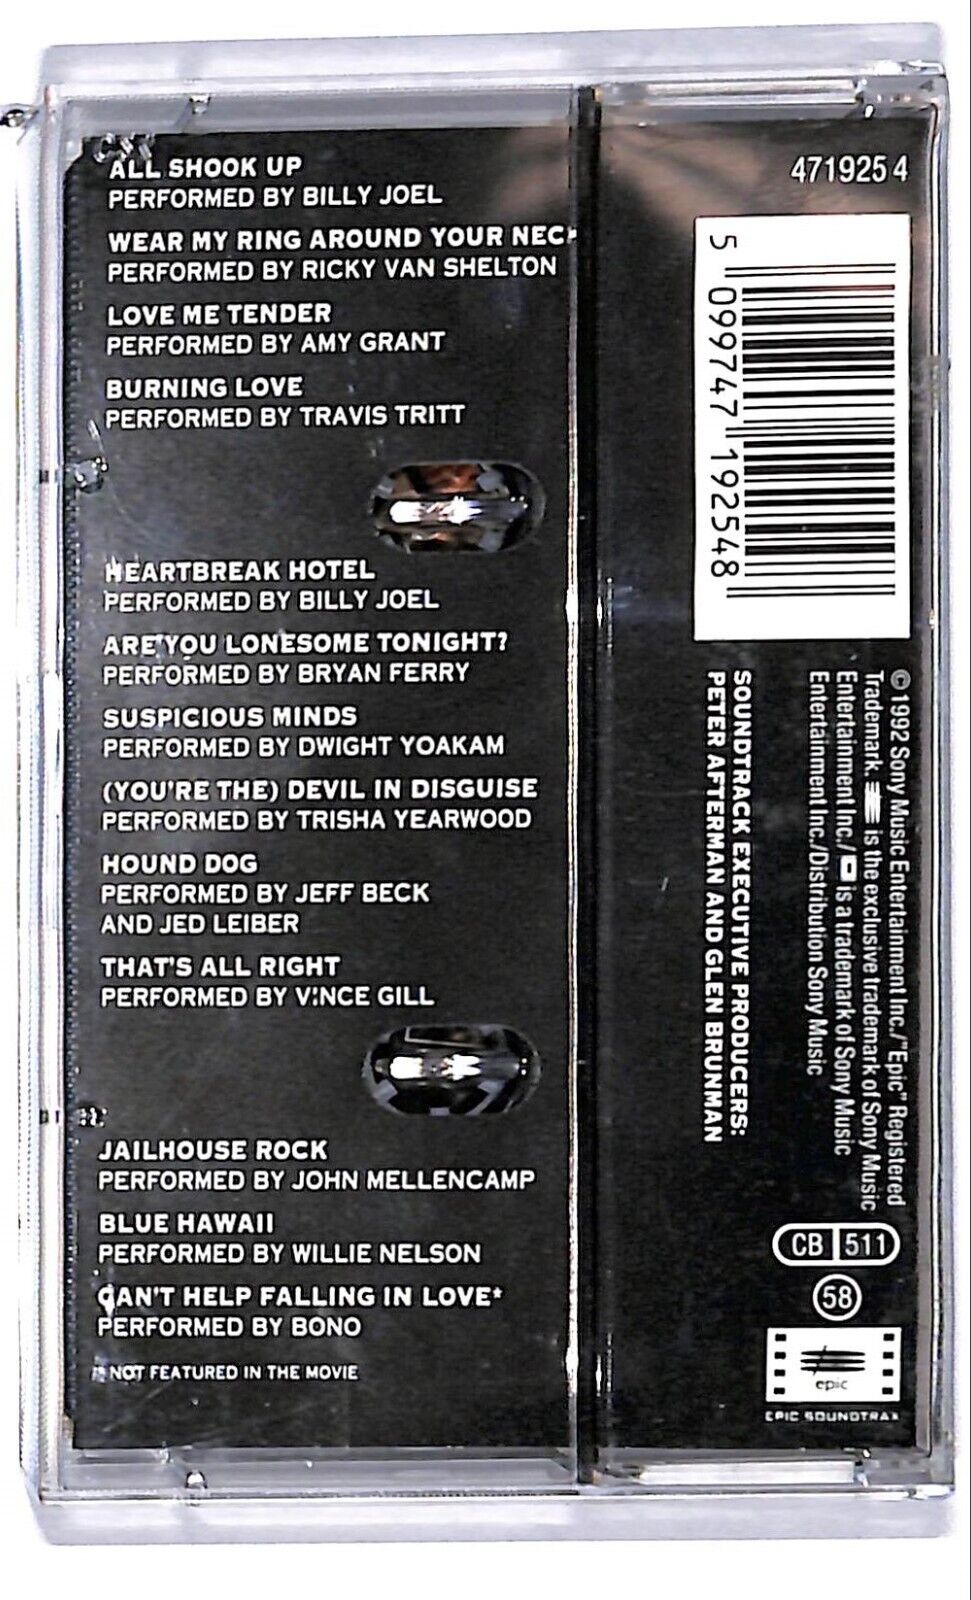 ALL SHOOK UP
PERFORMED BY BILLY JOEL
WEAR MY RING AROUND YOUR NECK
PERFORMED BY RICKY VAN SHELTON
LOVE ME TENDER
PERFORMED BY AMY GRANT
BURNING LOVE
PERFORMED BY TRAVIS TRITT
HEARTBREAK HOTEL
PERFORMED BY BILLY JOEL
ARE YOU LONESOME TONIGHT?
PERFORMED BY BRYAN FERRY
SUSPICIOUS MINDS
PERFORMED BY DWIGHT YOAKAM
(YOU'RE THE) DEVIL IN DISGUISE
PERFORMED BY TRISHA YEARWOOD
HOUND DOG
PERFORMED BY JEFF BECK
AND JED LEIBER
THAT'S ALL RIGHT
PERFORMED BY VINCE GILL
JAILHOUSE ROCK
PERFORMED BY JOHN MELLENCAMP
BLUE HAWAII
PERFORMED BY WILLIE NELSON
CAN'T HELP FALLING IN LOVE*
PERFORMED BY BONO
* NOT FEATURED IN THE MOVIE
471925 4
5 099747 192548
© 1992 Sony Music Entertainment Inc./"Epic" Registered
Trademark. is the exclusive trademark of Sony Music
Entertainment Inc./ is a trademark of Sony Music
Entertainment Inc./Distribution Sony Music
SOUNDTRACK EXECUTIVE PRODUCERS:
PETER AFTERMAN AND GLEN BRUNMAN
CB 511
58
epic
EPIC SOUNDTRAX